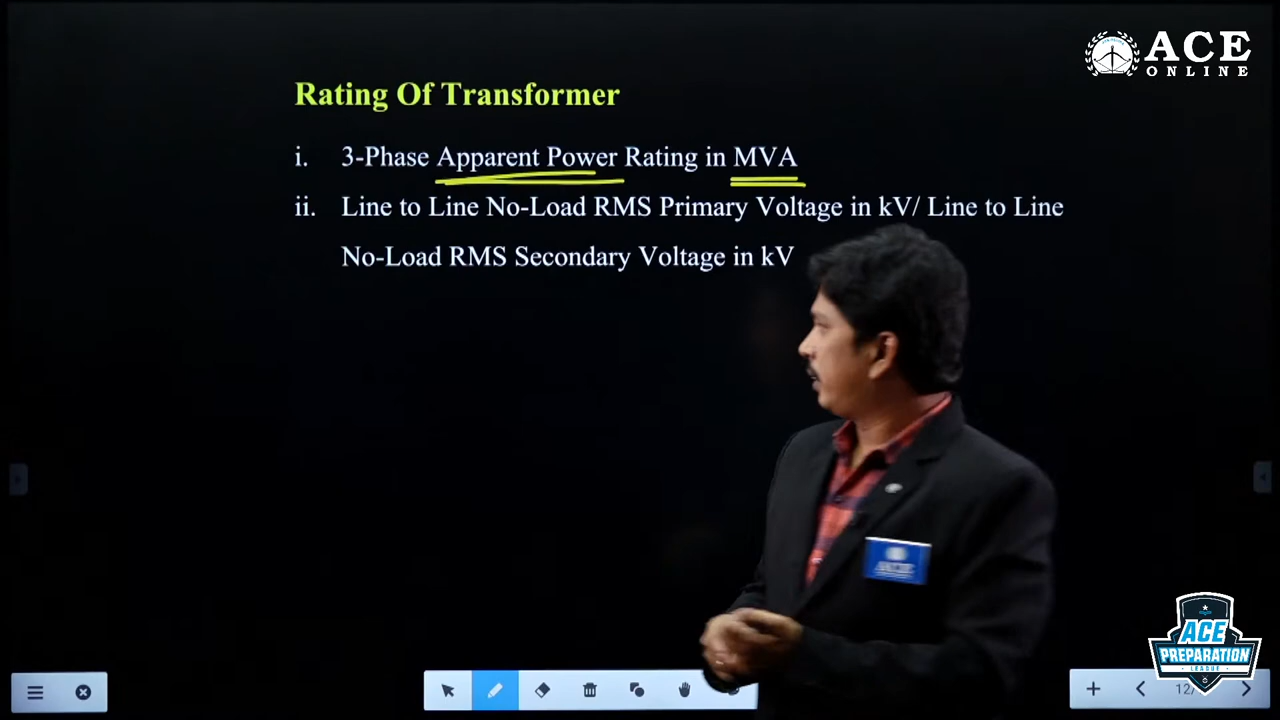 ACE
ONLINE
Rating Of Transformer
i. 3-Phase Apparent Power Rating in MVA
ii. Line to Line No-Load RMS Primary Voltage in kV/ Line to Line
No-Load RMS Secondary Voltage in kV
ACE
PREPARATION
LEAGUE